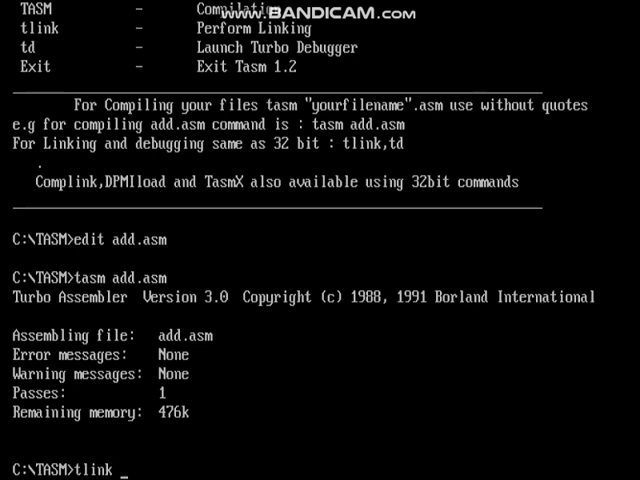 TASM - Compilation
www.BANDICAM.com
tlink - Perform Linking
td - Launch Turbo Debugger
Exit - Exit Tasm 1.2
For Compiling your files tasm "yourfilename".asm use without quotes
e.g for compiling add.asm command is : tasm add.asm
For Linking and debugging same as 32 bit : tlink,td
.
Complink,DPMIload and TasmX also available using 32bit commands
C:\TASM>edit add.asm
C:\TASM>tasm add.asm
Turbo Assembler Version 3.0 Copyright (c) 1988, 1991 Borland International
Assembling file: add.asm
Error messages: None
Warning messages: None
Passes: 1
Remaining memory: 476k
C:\TASM>tlink _